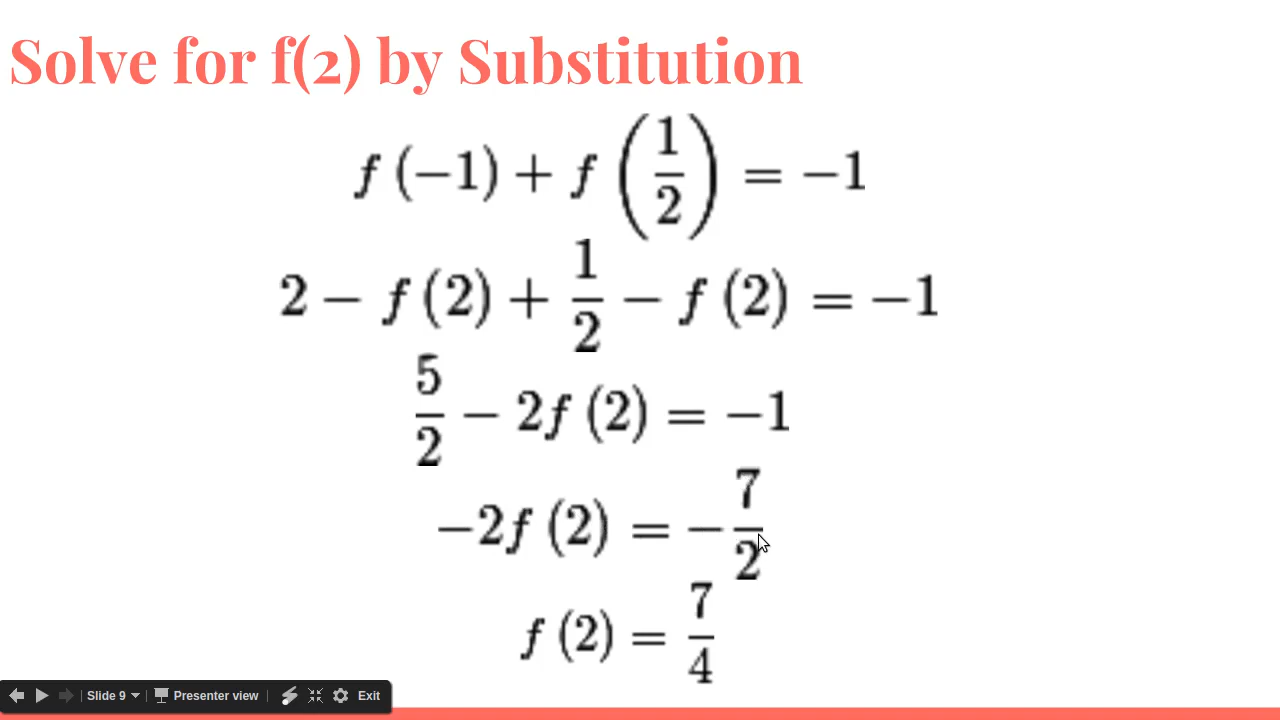 Solve for f(2) by Substitution
f(−1) + f(1/2) = −1
2 − f(2) + 1/2 − f(2) = −1
5/2 − 2f(2) = −1
−2f(2) = −7/2
f(2) = 7/4
Slide 9 Presenter view Exit